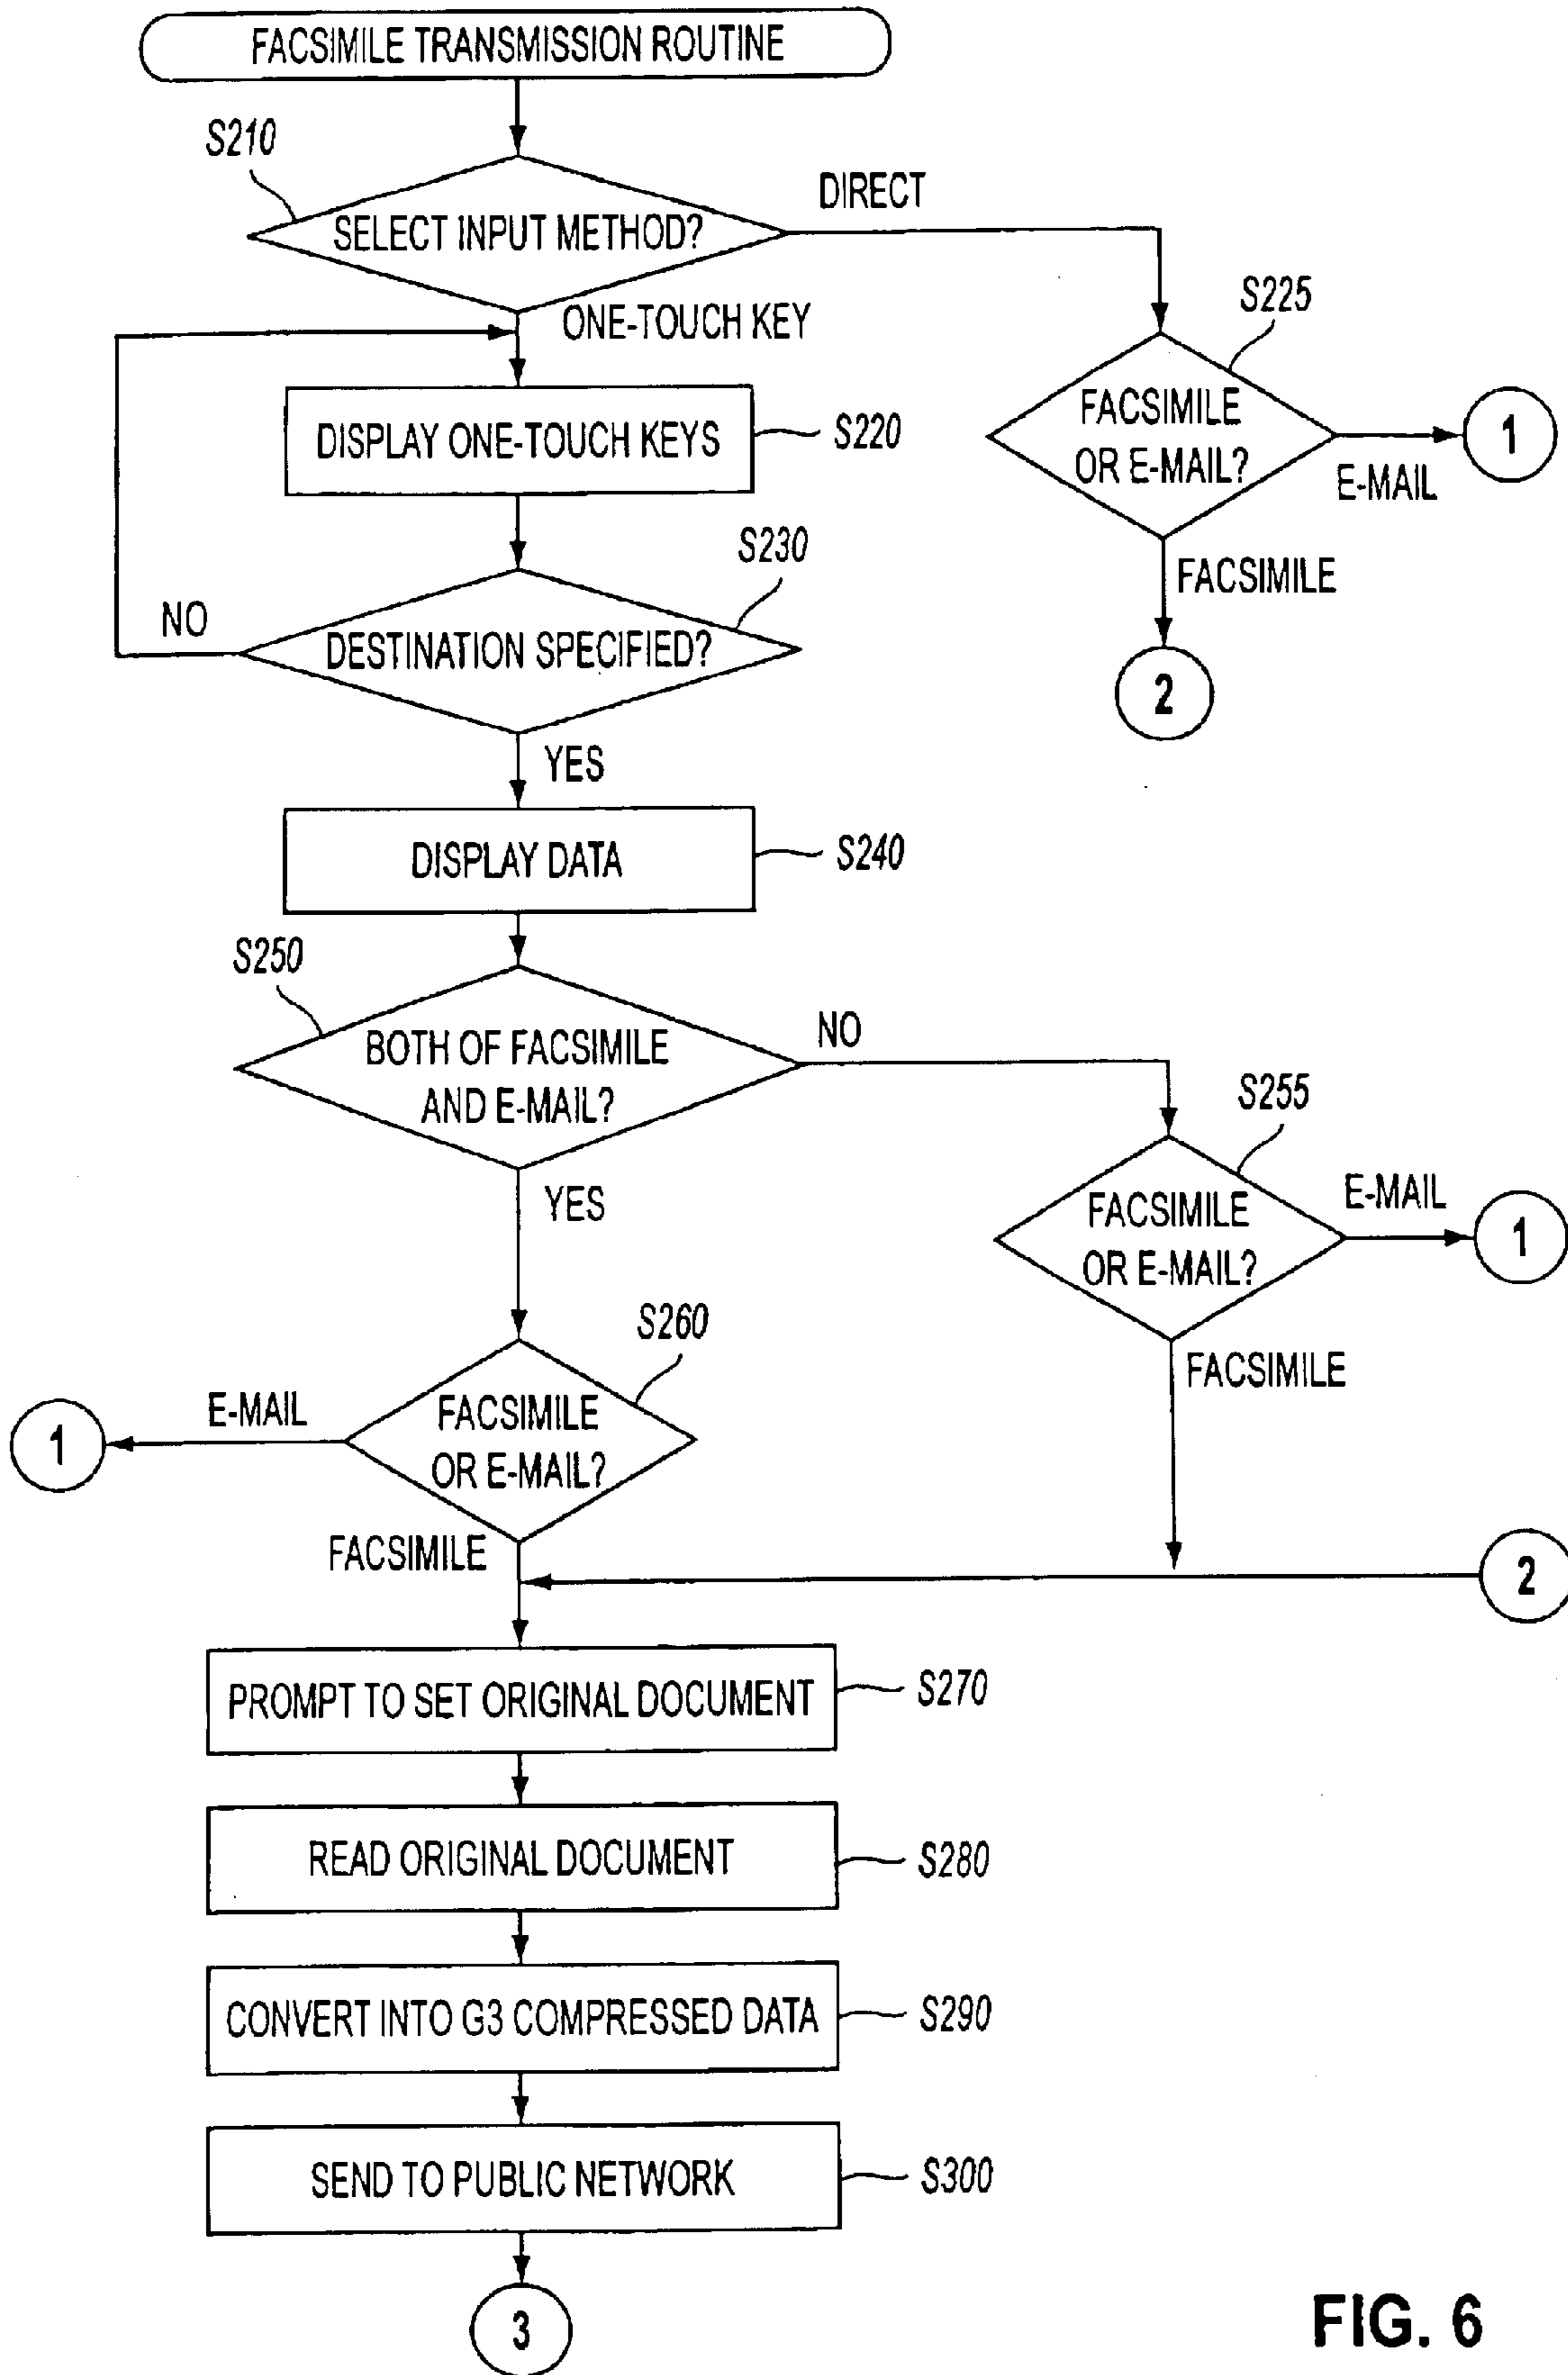 FACSIMILE TRANSMISSION ROUTINE
S210
SELECT INPUT METHOD?
DIRECT
ONE-TOUCH KEY
S225
FACSIMILE
OR E-MAIL?
1
E-MAIL
FACSIMILE
2
DISPLAY ONE-TOUCH KEYS
S220
S230
NO
DESTINATION SPECIFIED?
YES
DISPLAY DATA
S240
S250
BOTH OF FACSIMILE
AND E-MAIL?
NO
S255
FACSIMILE
OR E-MAIL?
E-MAIL
1
FACSIMILE
YES
S260
FACSIMILE
OR E-MAIL?
E-MAIL
1
FACSIMILE
2
PROMPT TO SET ORIGINAL DOCUMENT
S270
READ ORIGINAL DOCUMENT
S280
CONVERT INTO G3 COMPRESSED DATA
S290
SEND TO PUBLIC NETWORK
S300
3
FIG. 6